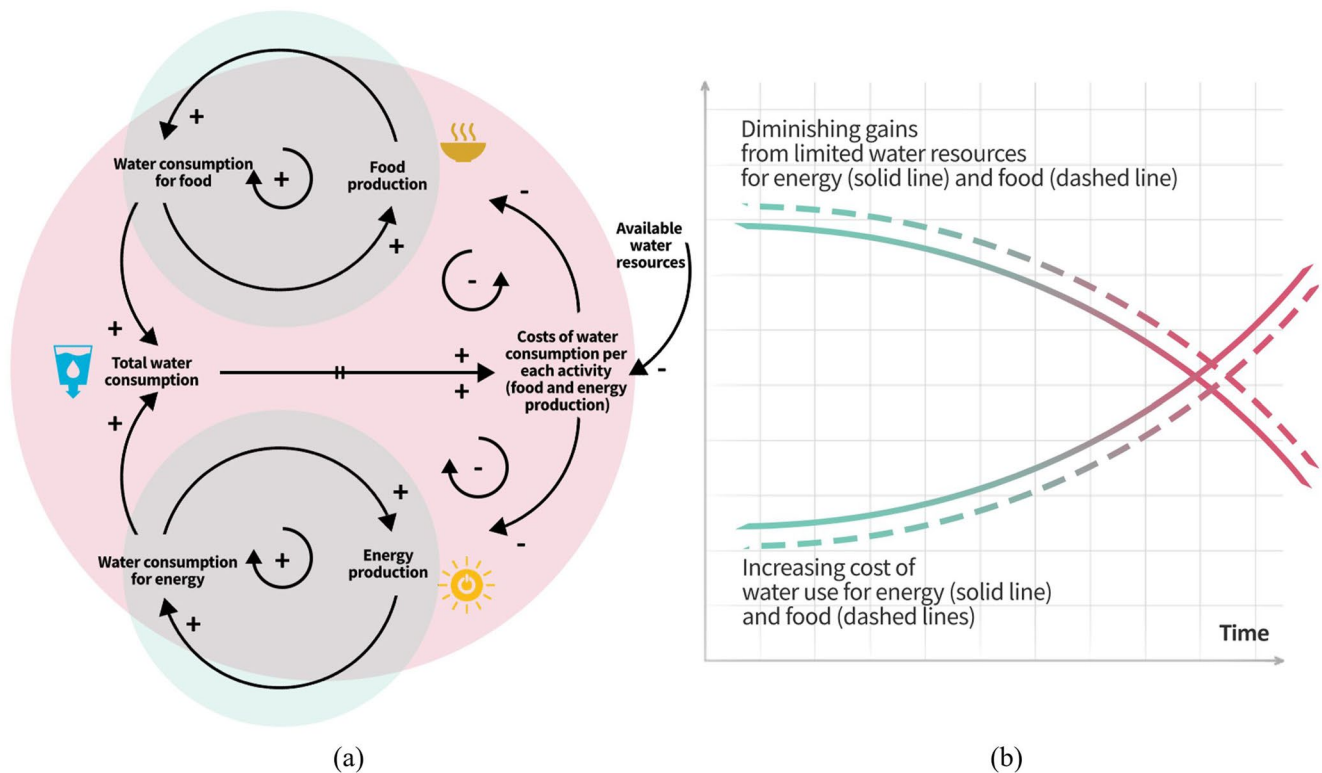 +
Water consumption
for food
+
Food
production
+
-
Available
water
resources
-
+
Total water
consumption
+
+
+
Costs of water
consumption per
each activity
(food and energy
production)
-
-
+
Water consumption
for energy
+
Energy
production
+
-
+
(a)
Diminishing gains
from limited water resources
for energy (solid line) and food (dashed line)
Increasing cost of
water use for energy (solid line)
and food (dashed lines)
Time
(b)